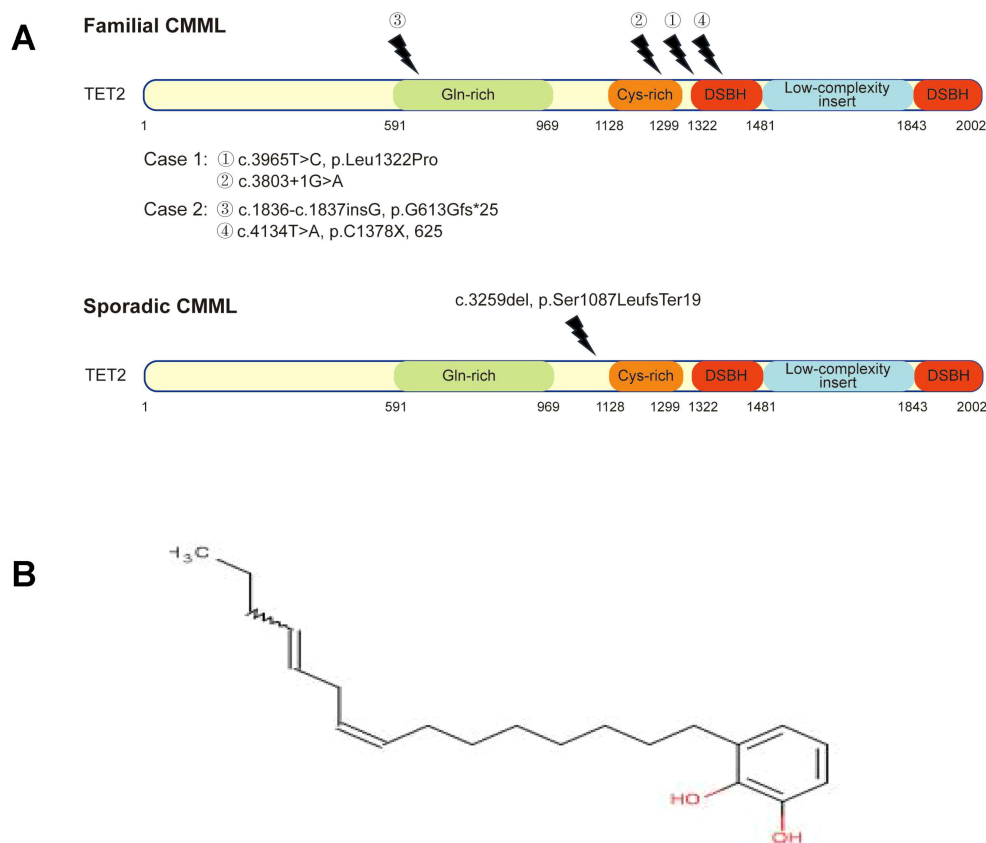 A
Familial CMML
③ ② ① ④
TET2 Gln-rich Cys-rich DSBH Low-complexity insert DSBH
1 591 969 1128 1299 1322 1481 1843 2002
Case 1: ① c.3965T>C, p.Leu1322Pro
② c.3803+1G>A
Case 2: ③ c.1836-c.1837insG, p.G613Gfs*25
④ c.4134T>A, p.C1378X, 625
Sporadic CMML
c.3259del, p.Ser1087LeufsTer19
TET2 Gln-rich Cys-rich DSBH Low-complexity insert DSBH
1 591 969 1128 1299 1322 1481 1843 2002
B
H₃C
HO
OH